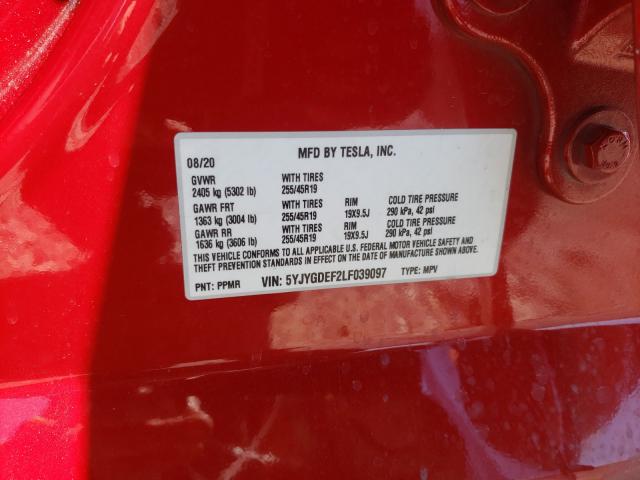 08/20 MFD BY TESLA, INC.
GVWR WITH TIRES
2405 kg (5302 lb) 255/45R19
GAWR FRT WITH TIRES RIM COLD TIRE PRESSURE
1363 kg (3004 lb) 255/45R19 19X9.5J 290 kPa, 42 psi
GAWR RR WITH TIRES RIM COLD TIRE PRESSURE
1636 kg (3606 lb) 255/45R19 19X9.5J 290 kPa, 42 psi
THIS VEHICLE CONFORMS TO ALL APPLICABLE U.S. FEDERAL MOTOR VEHICLE SAFETY AND
THEFT PREVENTION STANDARDS IN EFFECT ON THE DATE OF MANUFACTURE SHOWN ABOVE.
PNT: PPMR VIN: 5YJYGDEF2LF039097 TYPE: MPV